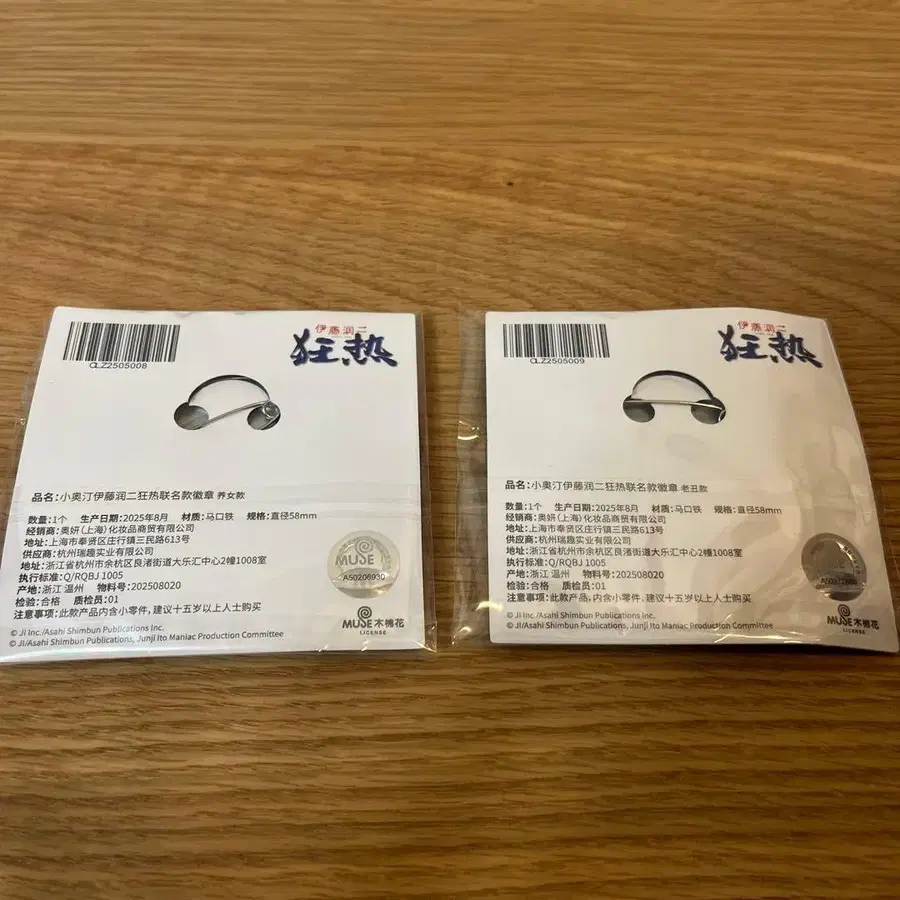 伊藤润二
狂热
CLZ2505008
品名:小奥汀伊藤润二狂热联名款徽章 养女款
数量:1个 生产日期:2025年8月 材质:马口铁 规格:直径58mm
经销商:奥妍(上海)化妆品商贸有限公司
地址:上海市奉贤区庄行镇三民路613号
供应商:杭州瑞趣实业有限公司
地址:浙江省杭州市余杭区良渚街道大乐汇中心2幢1008室
执行标准:Q/RQBJ 1005
产地:浙江 温州 物料号:202508020
检验:合格 质检员:01
注意事项:此款产品内含小零件,建议十五岁以上人士购买
© JI Inc./Asahi Shimbun Publications Inc.
© JI/Asahi Shimbun Publications, Junji Ito Maniac Production Committee
MUSE
A50206930
MUSE木棉花
LICENSE
伊藤润二
狂热
CLZ2505009
品名:小奥汀伊藤润二狂热联名款徽章 老丑款
数量:1个 生产日期:2025年8月 材质:马口铁 规格:直径58mm
经销商:奥妍(上海)化妆品商贸有限公司
地址:上海市奉贤区庄行镇三民路613号
供应商:杭州瑞趣实业有限公司
地址:浙江省杭州市余杭区良渚街道大乐汇中心2幢1008室
执行标准:Q/RQBJ 1005
产地:浙江 温州 物料号:202508020
检验:合格 质检员:01
注意事项:此款产品内含小零件,建议十五岁以上人士购买
© JI Inc./Asahi Shimbun Publications Inc.
© JI/Asahi Shimbun Publications, Junji Ito Maniac Production Committee
MUSE木棉花
LICENSE